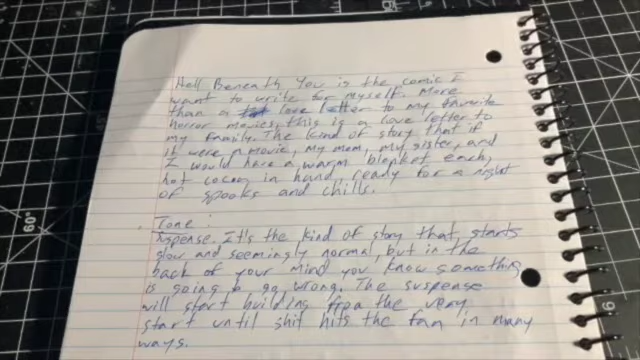 Hell Beneath You is the comic I
want to write for myself. More
than a love letter to my favorite
horror movies, this is a love letter to
my family. The kind of story that if
it were a movie, my mom, my sister, and
I would have a warm blanket each,
hot cocoa in hand, ready for a night
of spooks and chills.
Tone:
Suspense. It's the kind of story that starts
slow and seemingly normal, but in the
back of your mind you know something
is going to go wrong. The suspense
will start building from the very
start until shit hits the fan in many
ways.
60°